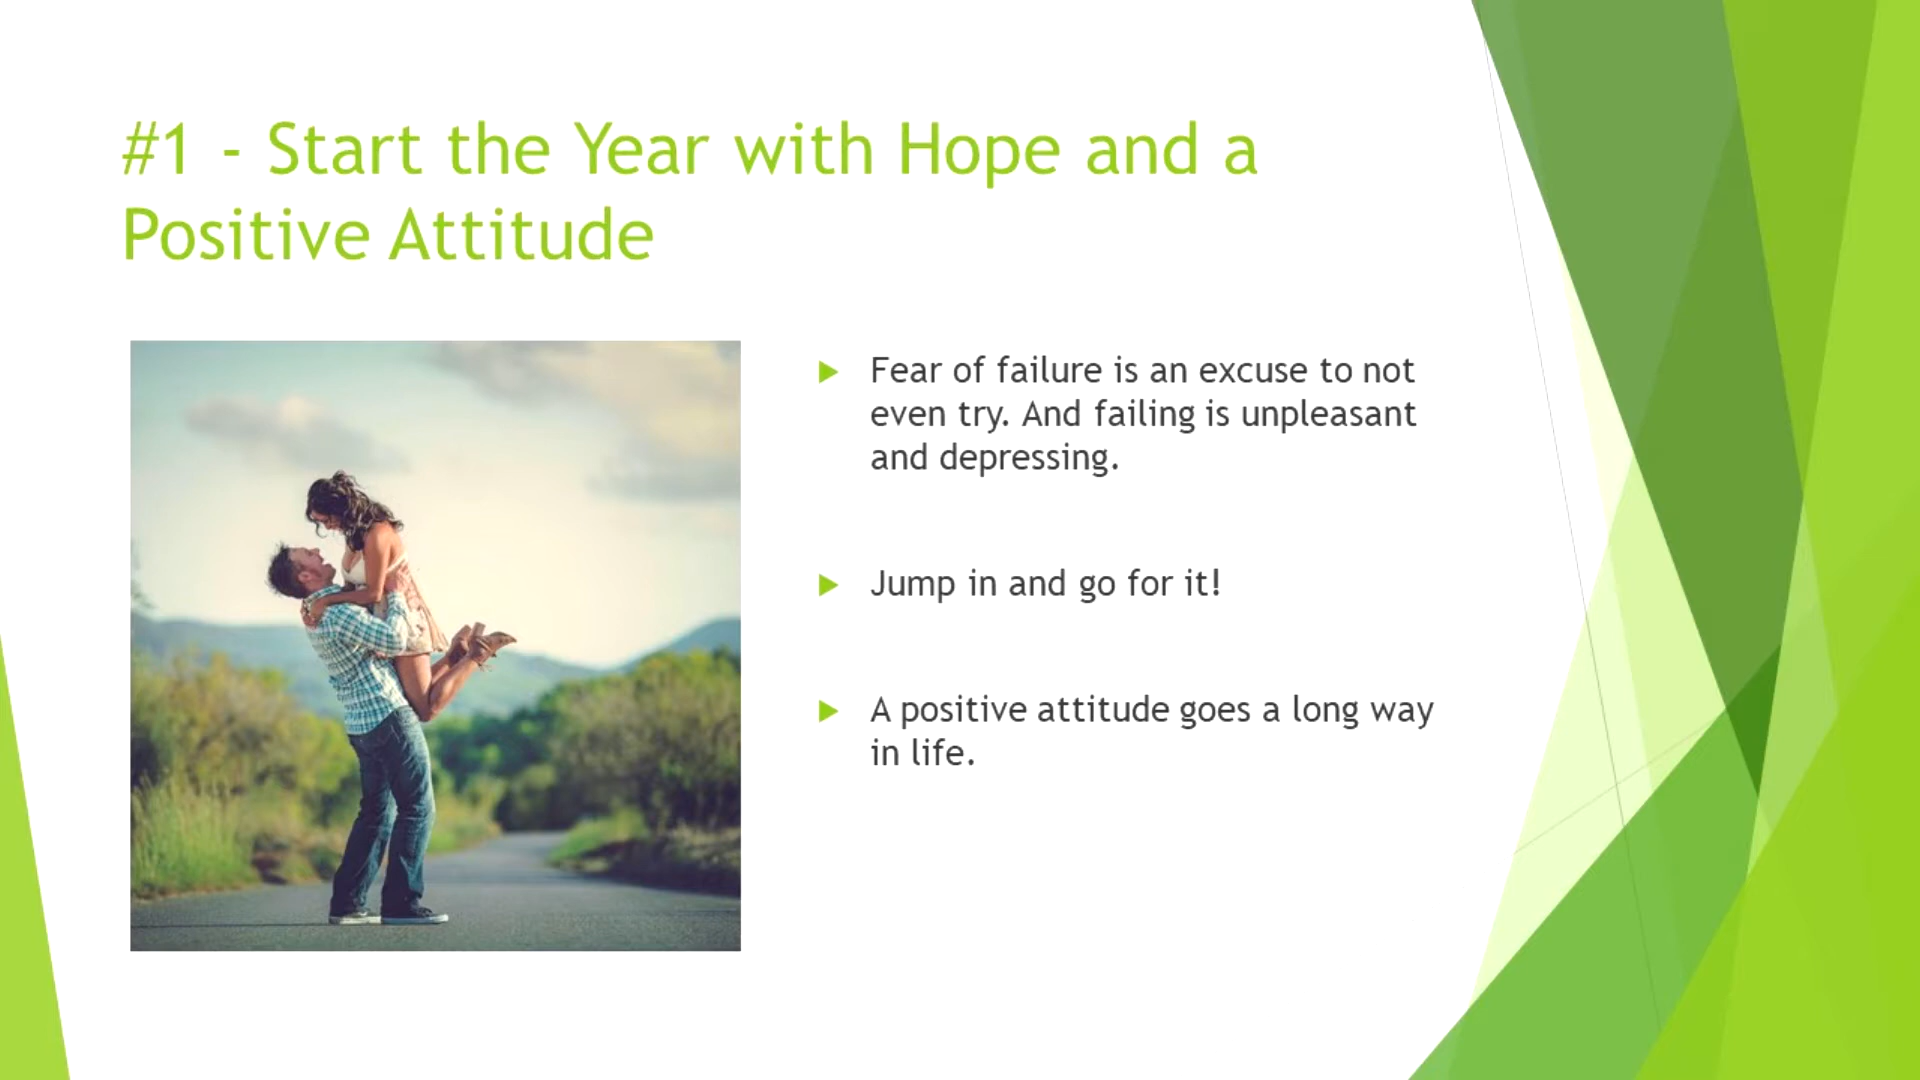 #1 - Start the Year with Hope and a
Positive Attitude
Fear of failure is an excuse to not
even try. And failing is unpleasant
and depressing.
Jump in and go for it!
A positive attitude goes a long way
in life.